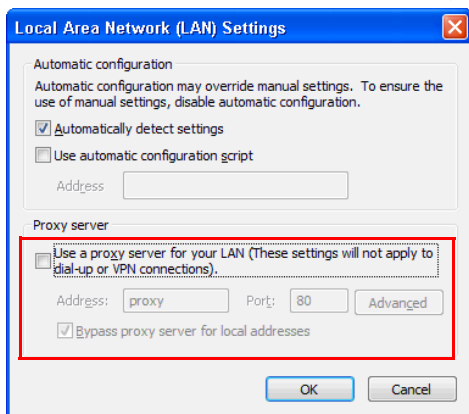 Local Area Network (LAN) Settings
Automatic configuration
Automatic configuration may override manual settings. To ensure the
use of manual settings, disable automatic configuration.
Automatically detect settings
Use automatic configuration script
Address
Proxy server
Use a proxy server for your LAN (These settings will not apply to
dial-up or VPN connections).
Address: proxy Port: 80 Advanced
Bypass proxy server for local addresses
OK Cancel